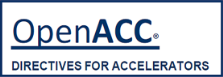 OpenACC®
DIRECTIVES FOR ACCELERATORS